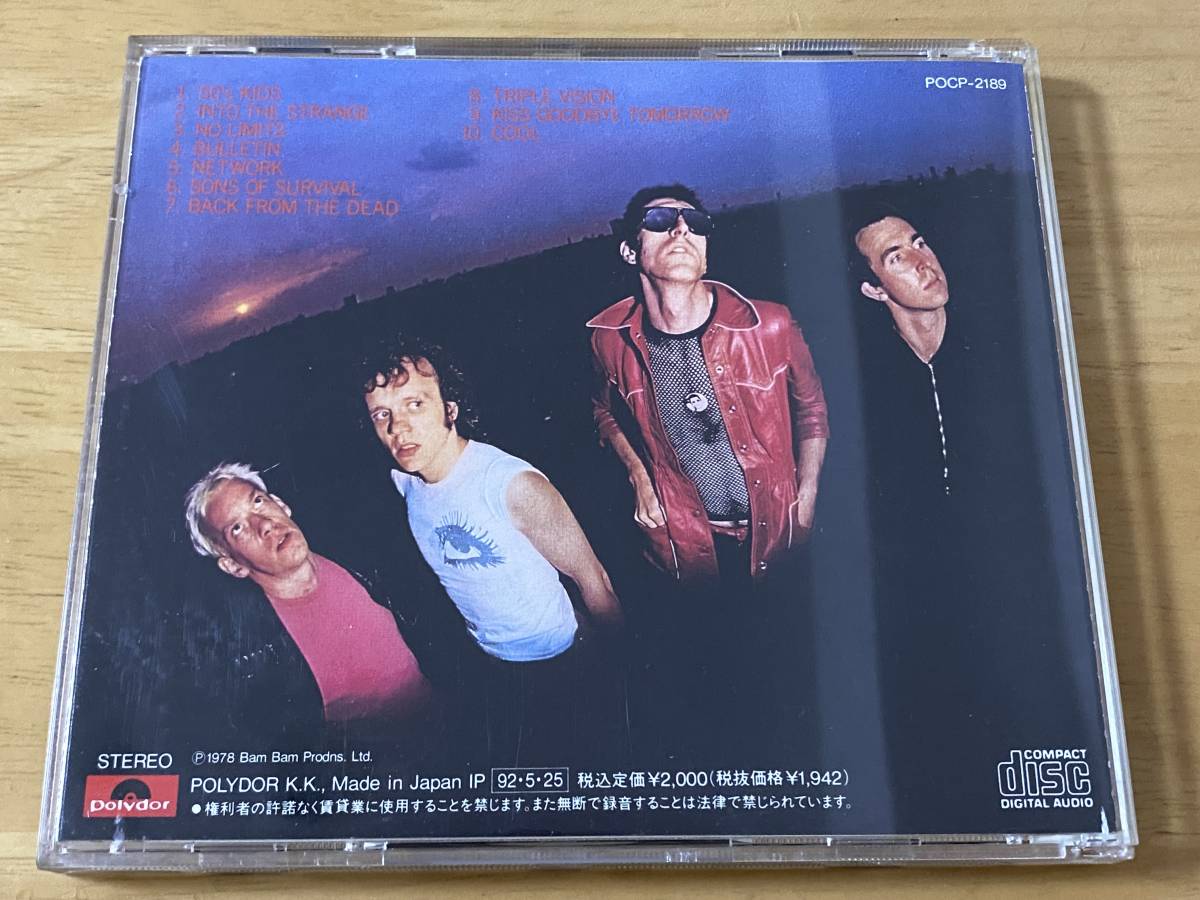 POCP-2189
1. '80's KIDS
2. INTO THE STRANGE
3. NO LIMITS
4. BULLETIN
5. NETWORK
6. SONS OF SURVIVAL
7. BACK FROM THE DEAD
8. TRIPLE VISION
9. KISS GOODBYE TOMORROW
10. COOL
STEREO
℗1978 Bam Bam Prodns. Ltd.
polydor
POLYDOR K.K., Made in Japan IP 92・5・25 税込定価¥2,000(税抜価格¥1,942)
●権利者の許諾なく賃貸業に使用することを禁じます。また無断で録音することは法律で禁じられています。
COMPACT
disc
DIGITAL AUDIO